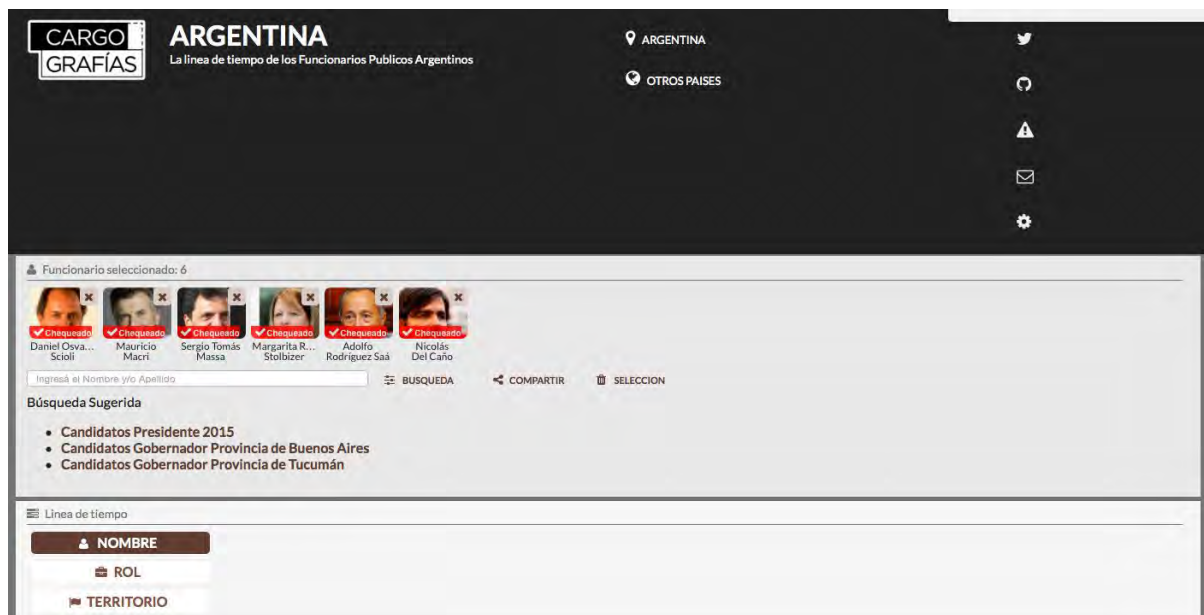 CARGO
GRAFÍAS
ARGENTINA
La linea de tiempo de los Funcionarios Publicos Argentinos
ARGENTINA
OTROS PAISES
Funcionario seleccionado: 6
Chequeado Chequeado Chequeado Chequeado Chequeado Chequeado
Daniel Osva... Mauricio Sergio Tomás Margarita R... Adolfo Nicolás
Scioli Macri Massa Stolbizer Rodríguez Saá Del Caño
Ingresá el Nombre y/o Apellido BUSQUEDA COMPARTIR SELECCION
Búsqueda Sugerida
Candidatos Presidente 2015
Candidatos Gobernador Provincia de Buenos Aires
Candidatos Gobernador Provincia de Tucumán
Linea de tiempo
NOMBRE
ROL
TERRITORIO